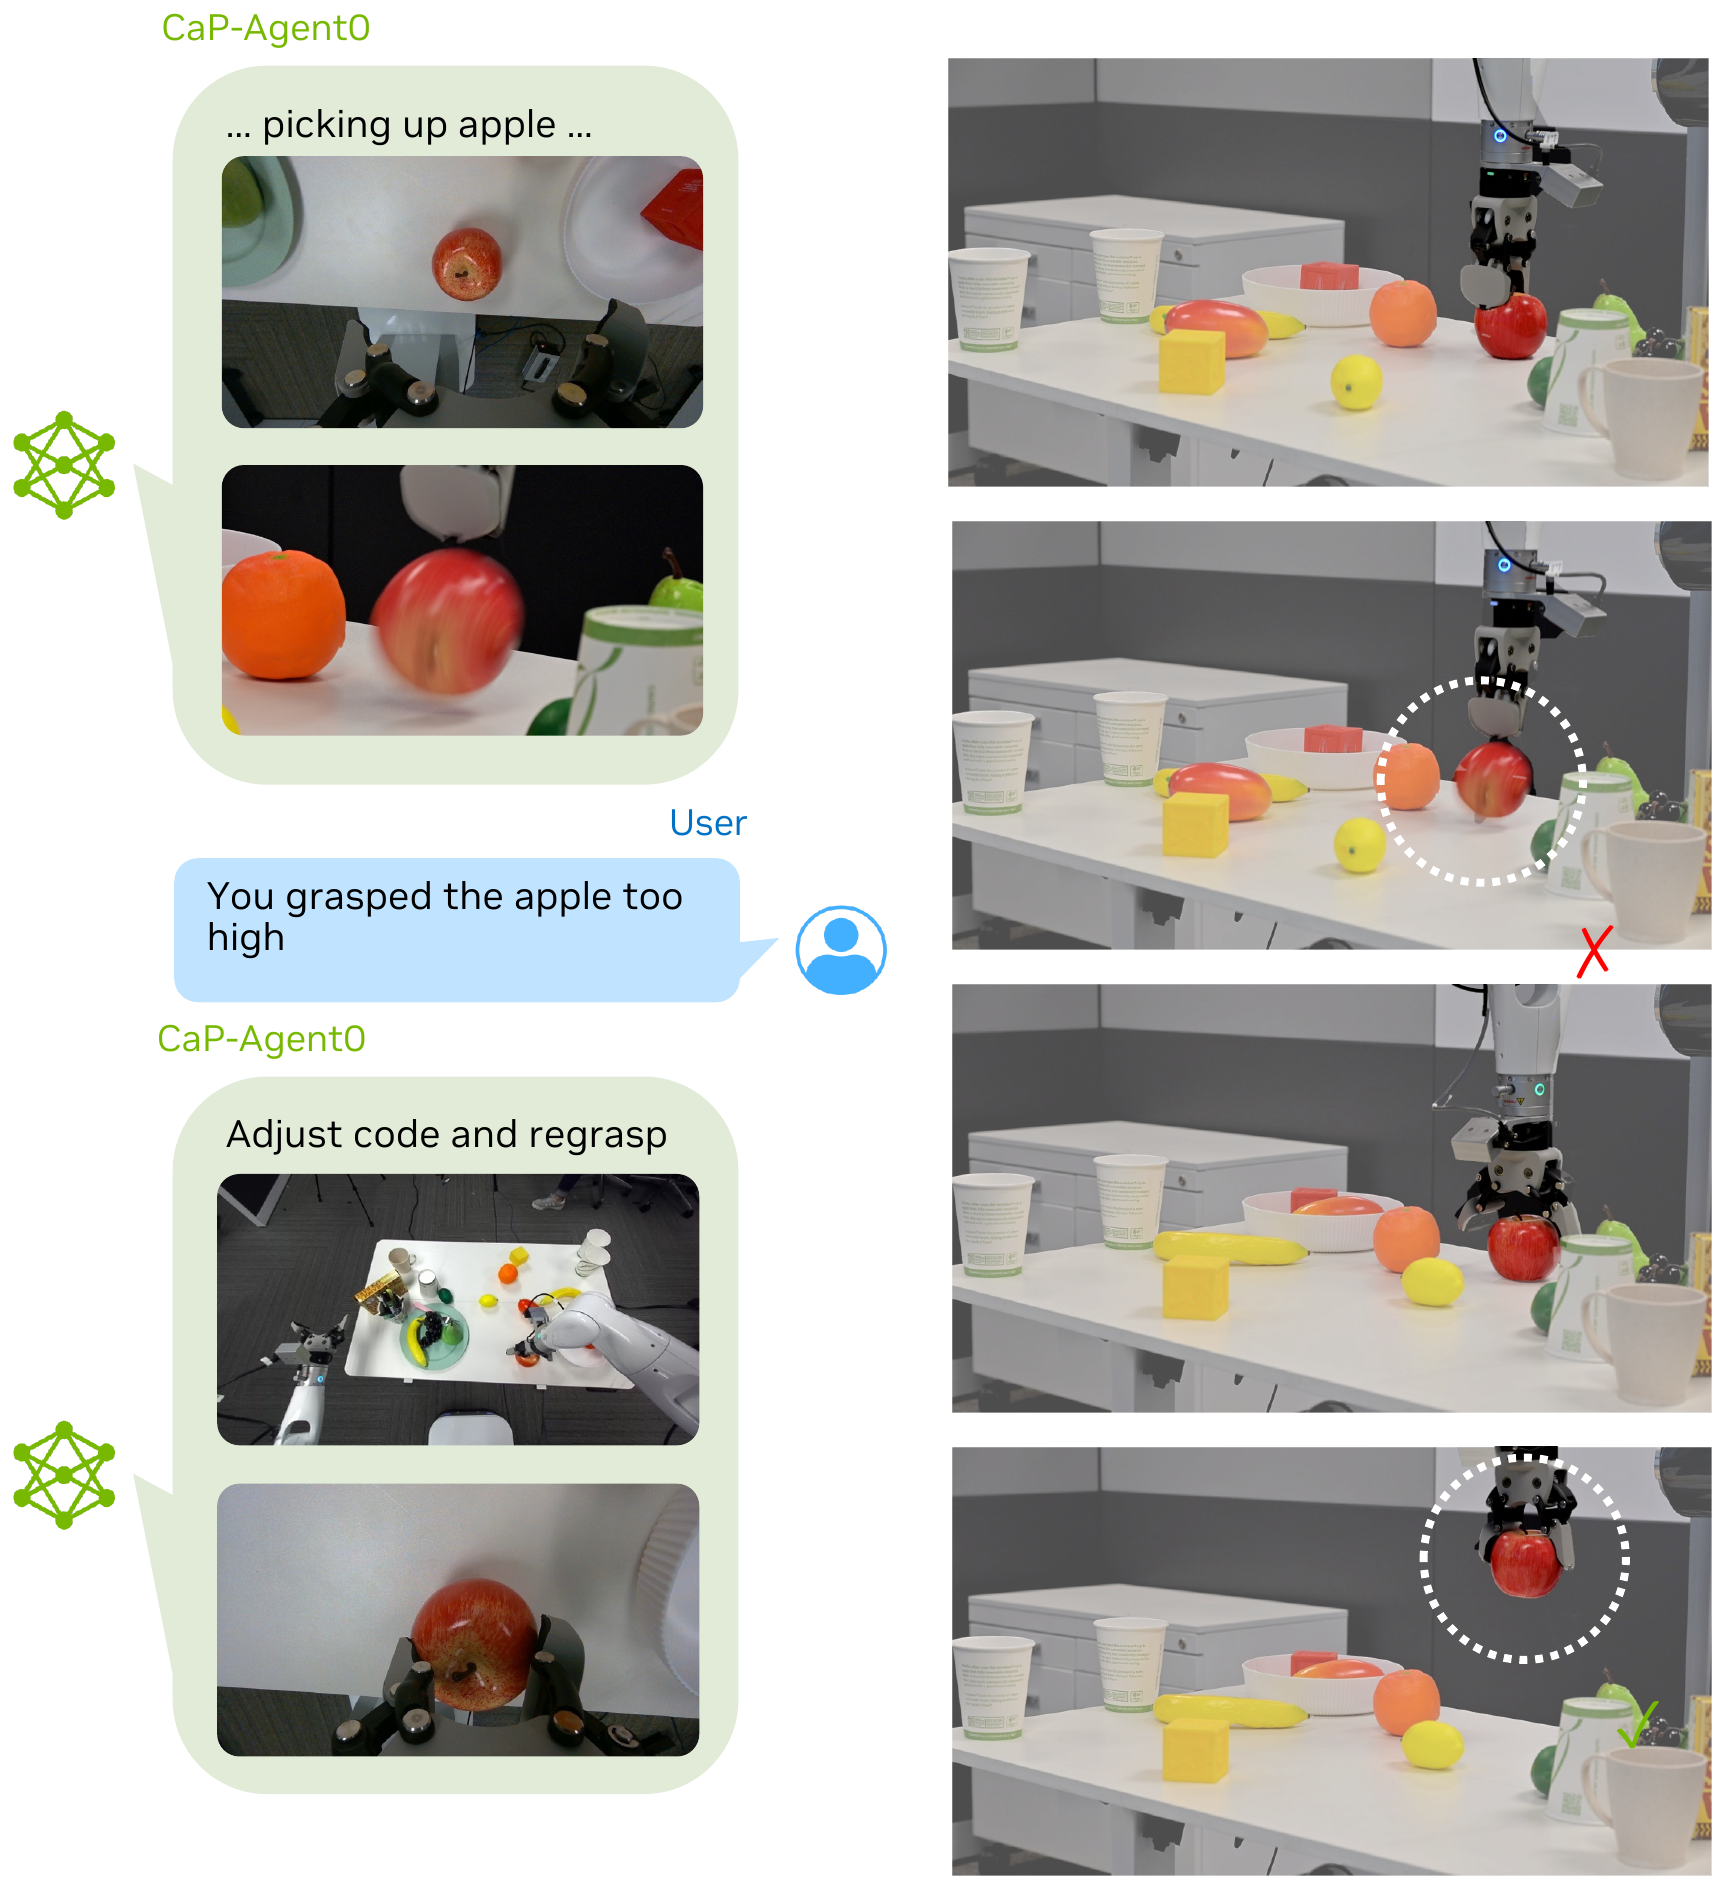 CaP-Agent0
... picking up apple ...
User
You grasped the apple too
high
CaP-Agent0
Adjust code and regrasp